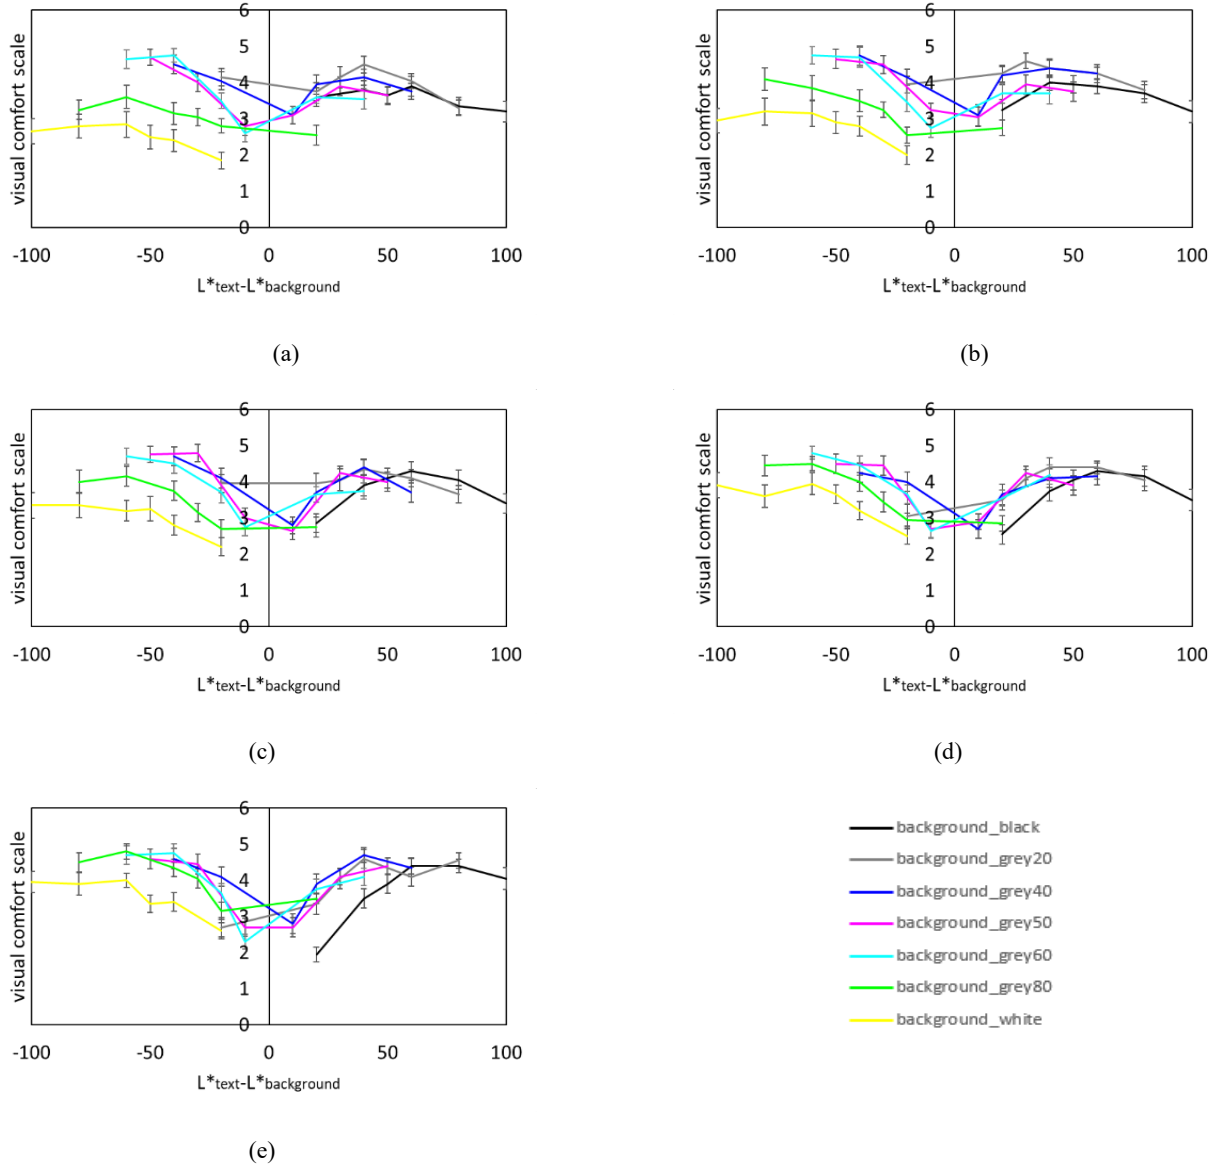 6
5
4
3
2
1
0
-100 -50 0 50 100
visual comfort scale
L*text-L*background
(a)
6
5
4
3
2
1
0
-100 -50 0 50 100
visual comfort scale
L*text-L*background
(b)
6
5
4
3
2
1
0
-100 -50 0 50 100
visual comfort scale
L*text-L*background
(c)
6
5
4
3
2
1
0
-100 -50 0 50 100
visual comfort scale
L*text-L*background
(d)
6
5
4
3
2
1
0
-100 -50 0 50 100
visual comfort scale
L*text-L*background
(e)
background_black
background_grey20
background_grey40
background_grey50
background_grey60
background_grey80
background_white